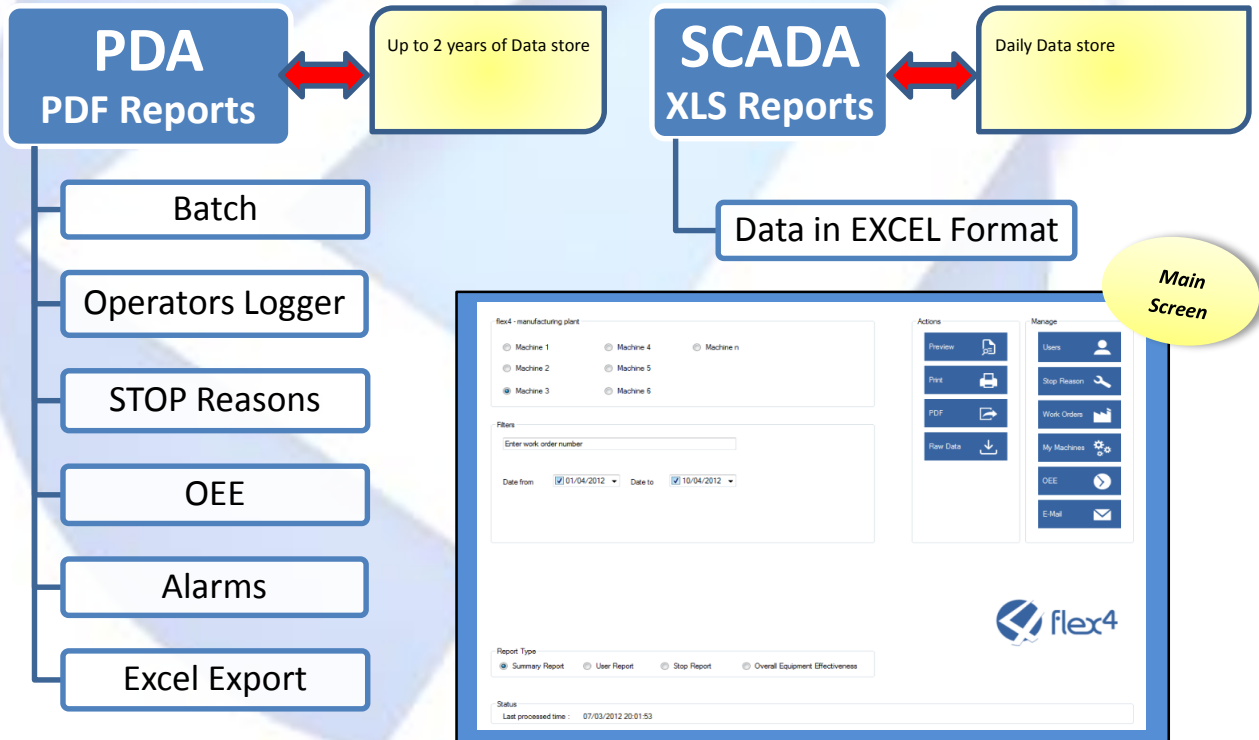 PDA
PDF Reports
Up to 2 years of Data store
Batch
Operators Logger
STOP Reasons
OEE
Alarms
Excel Export
SCADA
XLS Reports
Daily Data store
Data in EXCEL Format
Main
Screen
flex4 - manufacturing plant
Machine 1
Machine 4
Machine n
Machine 2
Machine 5
Machine 3
Machine 6
Filters
Enter work order number
Date from
01/04/2012
Date to
10/04/2012
Actions
Preview
Print
PDF
Raw Data
Manage
Users
Stop Reason
Work Orders
My Machines
OEE
E-Mail
flex4
Report Type
Summary Report
User Report
Stop Report
Overall Equipment Effectiveness
Status
Last processed time : 07/03/2012 20:01:53